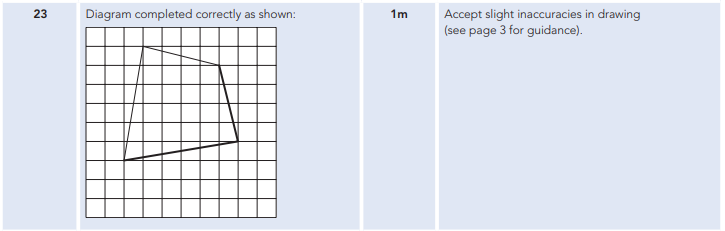 23
Diagram completed correctly as shown:
1m
Accept slight inaccuracies in drawing
(see page 3 for guidance).